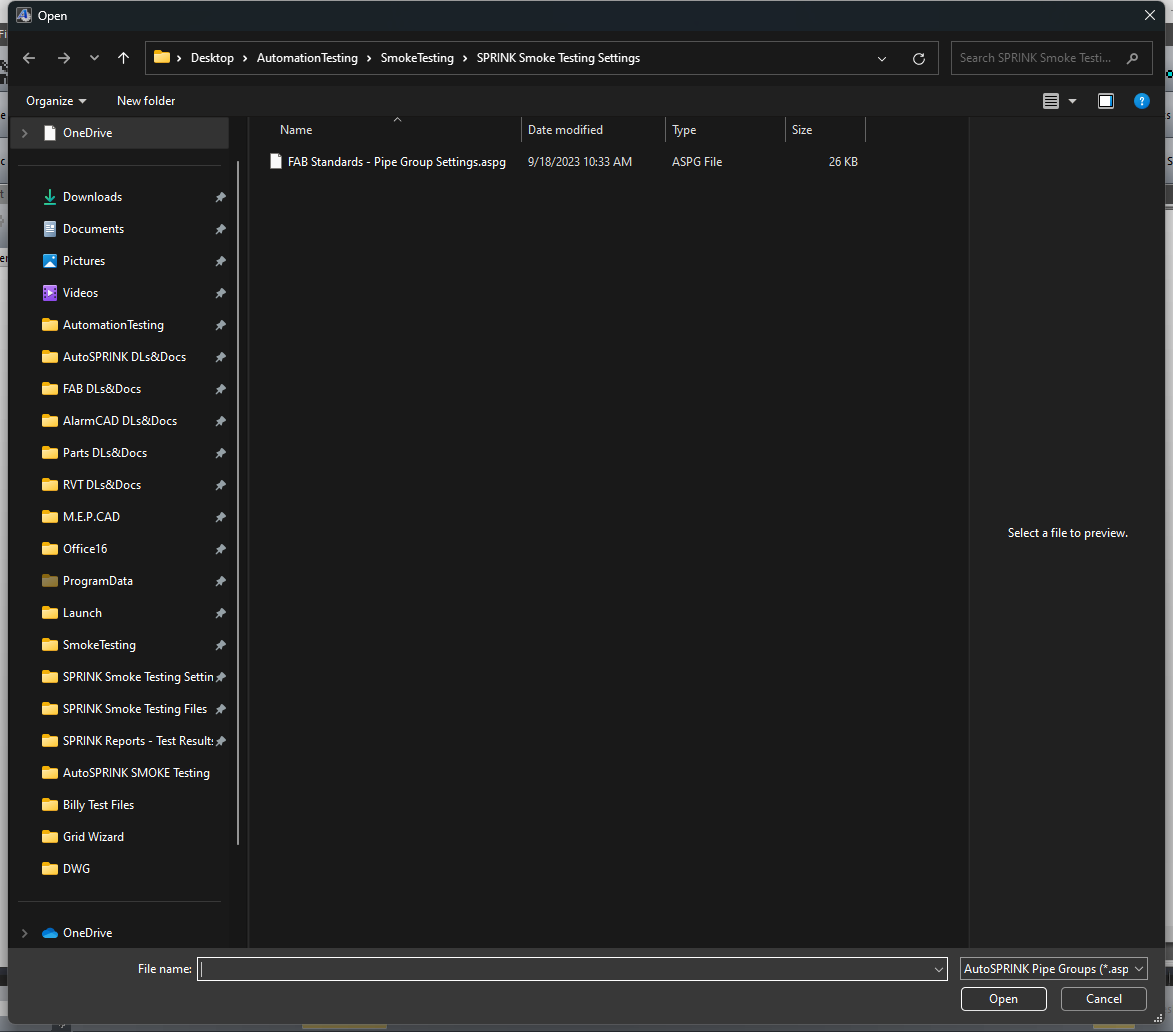 Open
Desktop > AutomationTesting > SmokeTesting > SPRINK Smoke Testing Settings
Search SPRINK Smoke Testi...
Organize
New folder
?
OneDrive
Name
Date modified
Type
Size
FAB Standards - Pipe Group Settings.aspg
9/18/2023 10:33 AM
ASPG File
26 KB
Downloads
Documents
Pictures
Videos
AutomationTesting
AutoSPRINK DLs&Docs
FAB DLs&Docs
AlarmCAD DLs&Docs
Parts DLs&Docs
RVT DLs&Docs
M.E.P.CAD
Office16
ProgramData
Launch
SmokeTesting
SPRINK Smoke Testing Settin
SPRINK Smoke Testing Files
SPRINK Reports - Test Results
AutoSPRINK SMOKE Testing
Billy Test Files
Grid Wizard
DWG
OneDrive
Select a file to preview.
File name:
AutoSPRINK Pipe Groups (*.asp
Open
Cancel